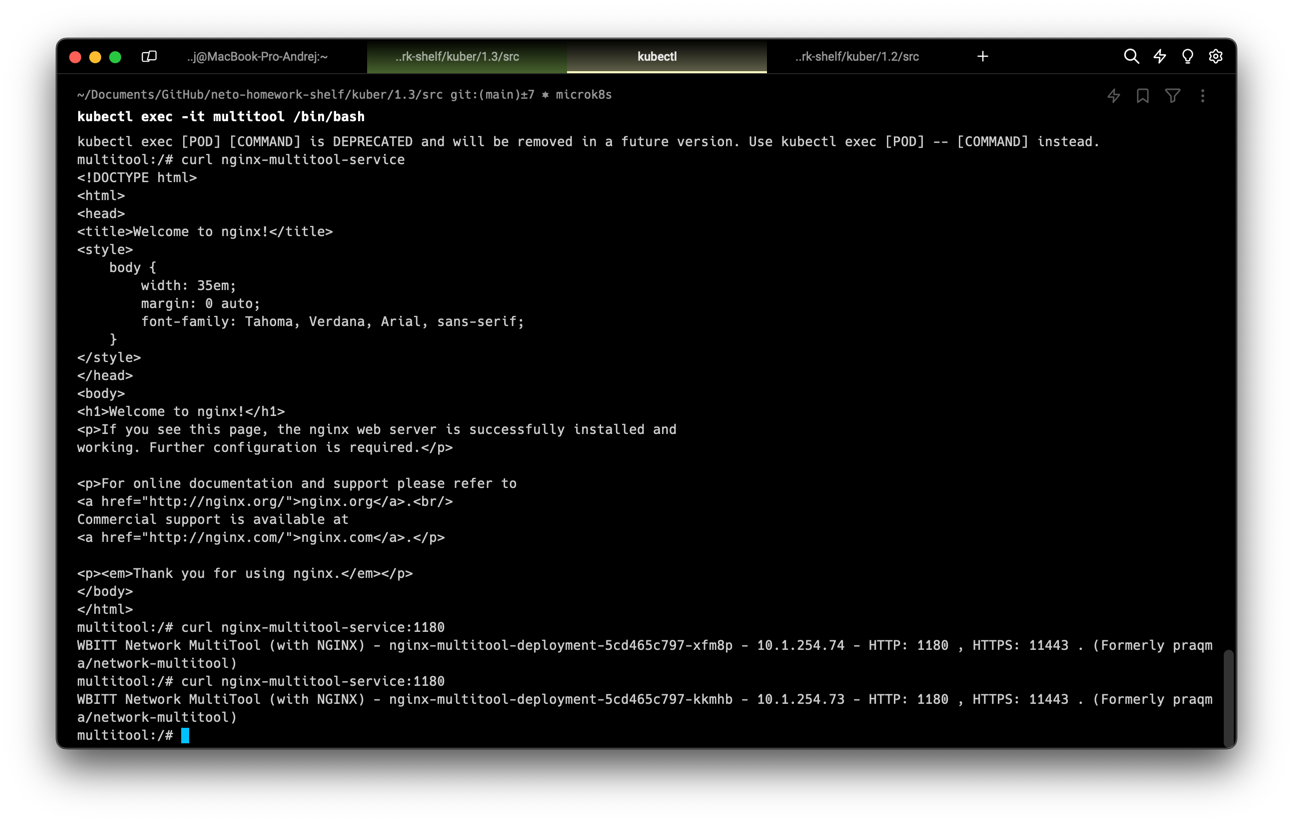 ..j@MacBook-Pro-Andrej:~
..rk-shelf/kuber/1.3/src
kubectl
..rk-shelf/kuber/1.2/src
+
~/Documents/GitHub/neto-homework-shelf/kuber/1.3/src git:(main)±7 ⎈ microk8s
kubectl exec -it multitool /bin/bash
kubectl exec [POD] [COMMAND] is DEPRECATED and will be removed in a future version. Use kubectl exec [POD] -- [COMMAND] instead.
multitool:/# curl nginx-multitool-service
<!DOCTYPE html>
<html>
<head>
<title>Welcome to nginx!</title>
<style>
    body {
        width: 35em;
        margin: 0 auto;
        font-family: Tahoma, Verdana, Arial, sans-serif;
    }
</style>
</head>
<body>
<h1>Welcome to nginx!</h1>
<p>If you see this page, the nginx web server is successfully installed and
working. Further configuration is required.</p>

<p>For online documentation and support please refer to
<a href="http://nginx.org/">nginx.org</a>.<br/>
Commercial support is available at
<a href="http://nginx.com/">nginx.com</a>.</p>

<p><em>Thank you for using nginx.</em></p>
</body>
</html>
multitool:/# curl nginx-multitool-service:1180
WBITT Network MultiTool (with NGINX) - nginx-multitool-deployment-5cd465c797-xfm8p - 10.1.254.74 - HTTP: 1180 , HTTPS: 11443 . (Formerly praqm
a/network-multitool)
multitool:/# curl nginx-multitool-service:1180
WBITT Network MultiTool (with NGINX) - nginx-multitool-deployment-5cd465c797-kkmhb - 10.1.254.73 - HTTP: 1180 , HTTPS: 11443 . (Formerly praqm
a/network-multitool)
multitool:/#